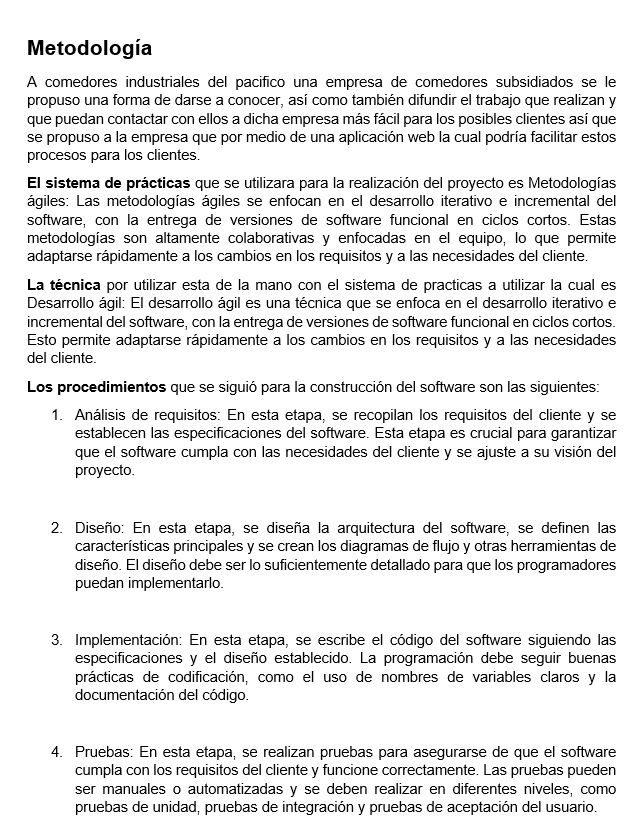 Metodología
A comedores industriales del pacifico una empresa de comedores subsidiados se le
propuso una forma de darse a conocer, así como también difundir el trabajo que realizan y
que puedan contactar con ellos a dicha empresa más fácil para los posibles clientes así que
se propuso a la empresa que por medio de una aplicación web la cual podría facilitar estos
procesos para los clientes.
El sistema de prácticas que se utilizara para la realización del proyecto es Metodologías
ágiles: Las metodologías ágiles se enfocan en el desarrollo iterativo e incremental del
software, con la entrega de versiones de software funcional en ciclos cortos. Estas
metodologías son altamente colaborativas y enfocadas en el equipo, lo que permite
adaptarse rápidamente a los cambios en los requisitos y a las necesidades del cliente.
La técnica por utilizar esta de la mano con el sistema de practicas a utilizar la cual es
Desarrollo ágil: El desarrollo ágil es una técnica que se enfoca en el desarrollo iterativo e
incremental del software, con la entrega de versiones de software funcional en ciclos cortos.
Esto permite adaptarse rápidamente a los cambios en los requisitos y a las necesidades
del cliente.
Los procedimientos que se siguió para la construcción del software son las siguientes:
1. Análisis de requisitos: En esta etapa, se recopilan los requisitos del cliente y se
establecen las especificaciones del software. Esta etapa es crucial para garantizar
que el software cumpla con las necesidades del cliente y se ajuste a su visión del
proyecto.
2. Diseño: En esta etapa, se diseña la arquitectura del software, se definen las
características principales y se crean los diagramas de flujo y otras herramientas de
diseño. El diseño debe ser lo suficientemente detallado para que los programadores
puedan implementarlo.
3. Implementación: En esta etapa, se escribe el código del software siguiendo las
especificaciones y el diseño establecido. La programación debe seguir buenas
prácticas de codificación, como el uso de nombres de variables claros y la
documentación del código.
4. Pruebas: En esta etapa, se realizan pruebas para asegurarse de que el software
cumpla con los requisitos del cliente y funcione correctamente. Las pruebas pueden
ser manuales o automatizadas y se deben realizar en diferentes niveles, como
pruebas de unidad, pruebas de integración y pruebas de aceptación del usuario.